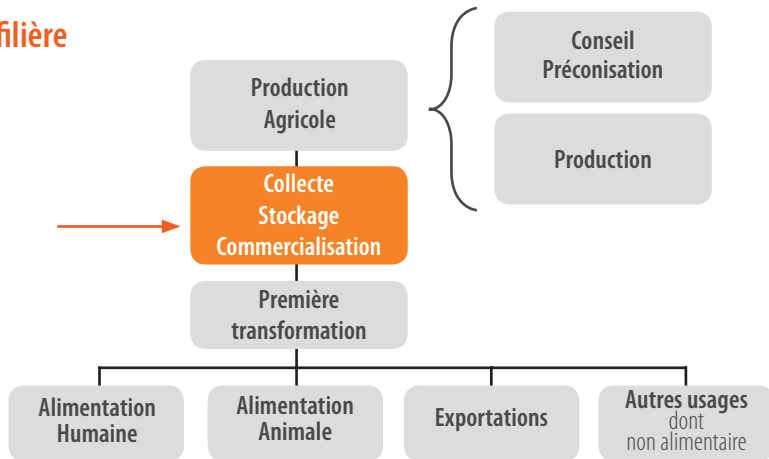 filière
Production
Agricole
Conseil
Préconisation
Production
Collecte
Stockage
Commercialisation
Première
transformation
Alimentation
Humaine
Alimentation
Animale
Exportations
Autres usages
dont
non alimentaire